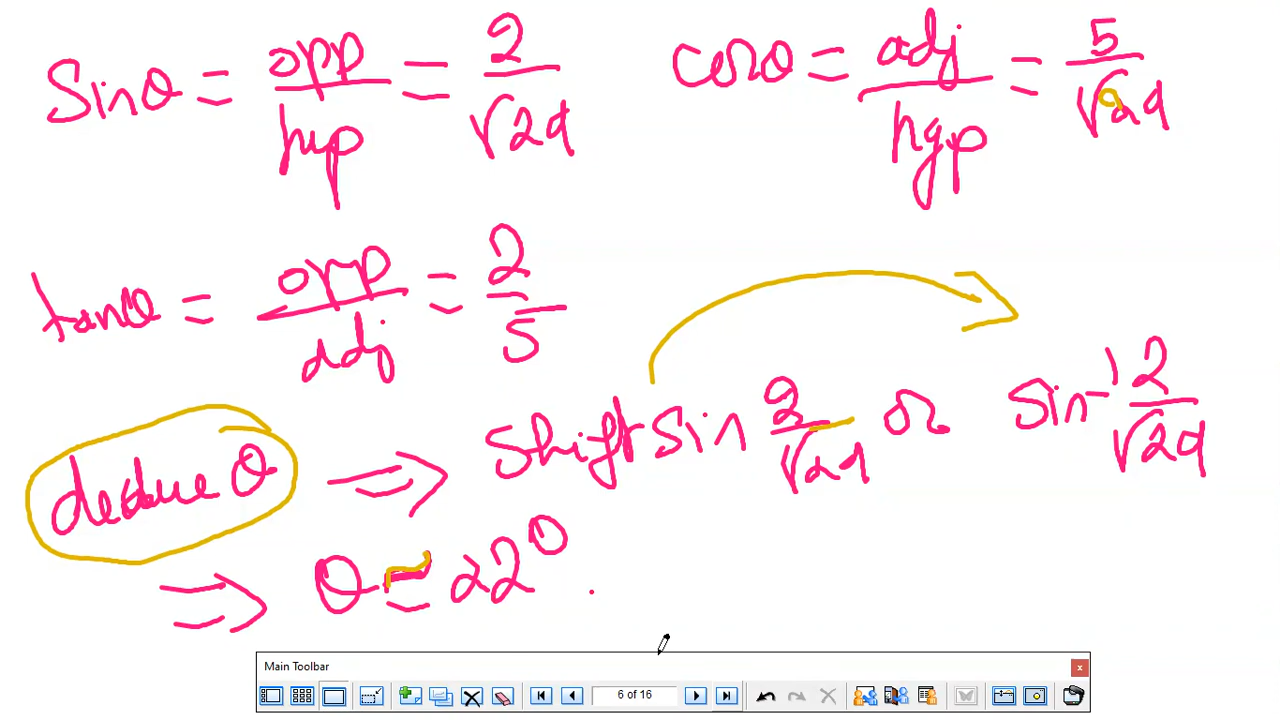 Sinθ = opp/hyp = 2/√29
cosθ = adj/hyp = 5/√29
tanθ = opp/adj = 2/5
deduce θ ⇒ shift sin 2/√29 or sin⁻¹ 2/√29
⇒ θ ≃ 22⁰.
Main Toolbar
x
6 of 16